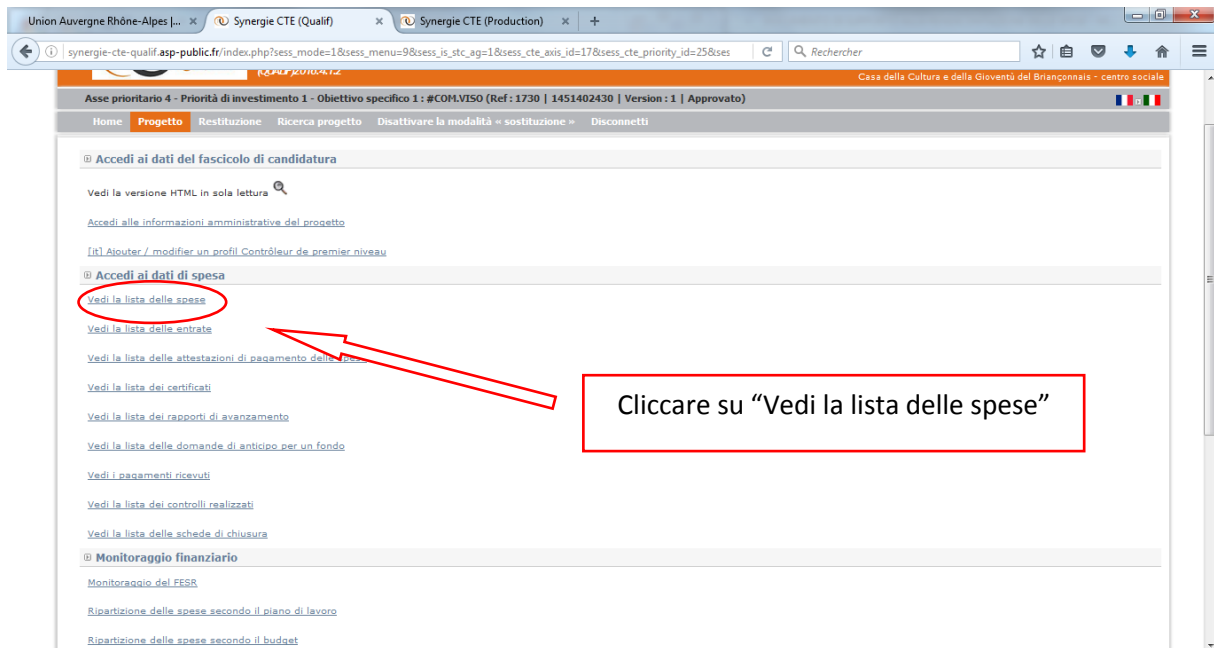 Union Auvergne Rhône-Alpes |... × Synergie CTE (Qualif) × Synergie CTE (Production) × +
synergie-cte-qualif.asp-public.fr/index.php?sess_mode=1&sess_menu=9&sess_is_stc_ag=1&sess_cte_axis_id=17&sess_cte_priority_id=25&ses Rechercher
(QUALIF)2016.4.1.2
Casa della Cultura e della Gioventù del Briançonnais - centro sociale
Asse prioritario 4 - Priorità di investimento 1 - Obiettivo specifico 1 : #COM.VISO (Ref : 1730 | 1451402430 | Version : 1 | Approvato)
Home Progetto Restituzione Ricerca progetto Disattivare la modalità « sostituzione » Disconnetti
Accedi ai dati del fascicolo di candidatura
Vedi la versione HTML in sola lettura
Accedi alle informazioni amministrative del progetto
[it] Ajouter / modifier un profil Contrôleur de premier niveau
Accedi ai dati di spesa
Vedi la lista delle spese
Vedi la lista delle entrate
Vedi la lista delle attestazioni di pagamento delle spese
Cliccare su “Vedi la lista delle spese”
Vedi la lista dei certificati
Vedi la lista dei rapporti di avanzamento
Vedi la lista delle domande di anticipo per un fondo
Vedi i pagamenti ricevuti
Vedi la lista dei controlli realizzati
Vedi la lista delle schede di chiusura
Monitoraggio finanziario
Monitoraggio del FESR
Ripartizione delle spese secondo il piano di lavoro
Ripartizione delle spese secondo il budget